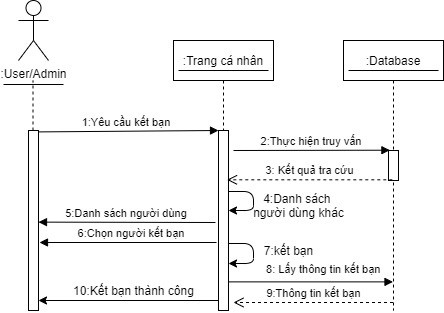 :User/Admin
:Trang cá nhân
:Database
1:Yêu cầu kết bạn
2:Thực hiện truy vấn
3: Kết quả tra cứu
4:Danh sách
người dùng khác
5:Danh sách người dùng
6:Chọn người kết bạn
7:kết bạn
8: Lấy thông tin kết bạn
9:Thông tin kết bạn
10:Kết bạn thành công